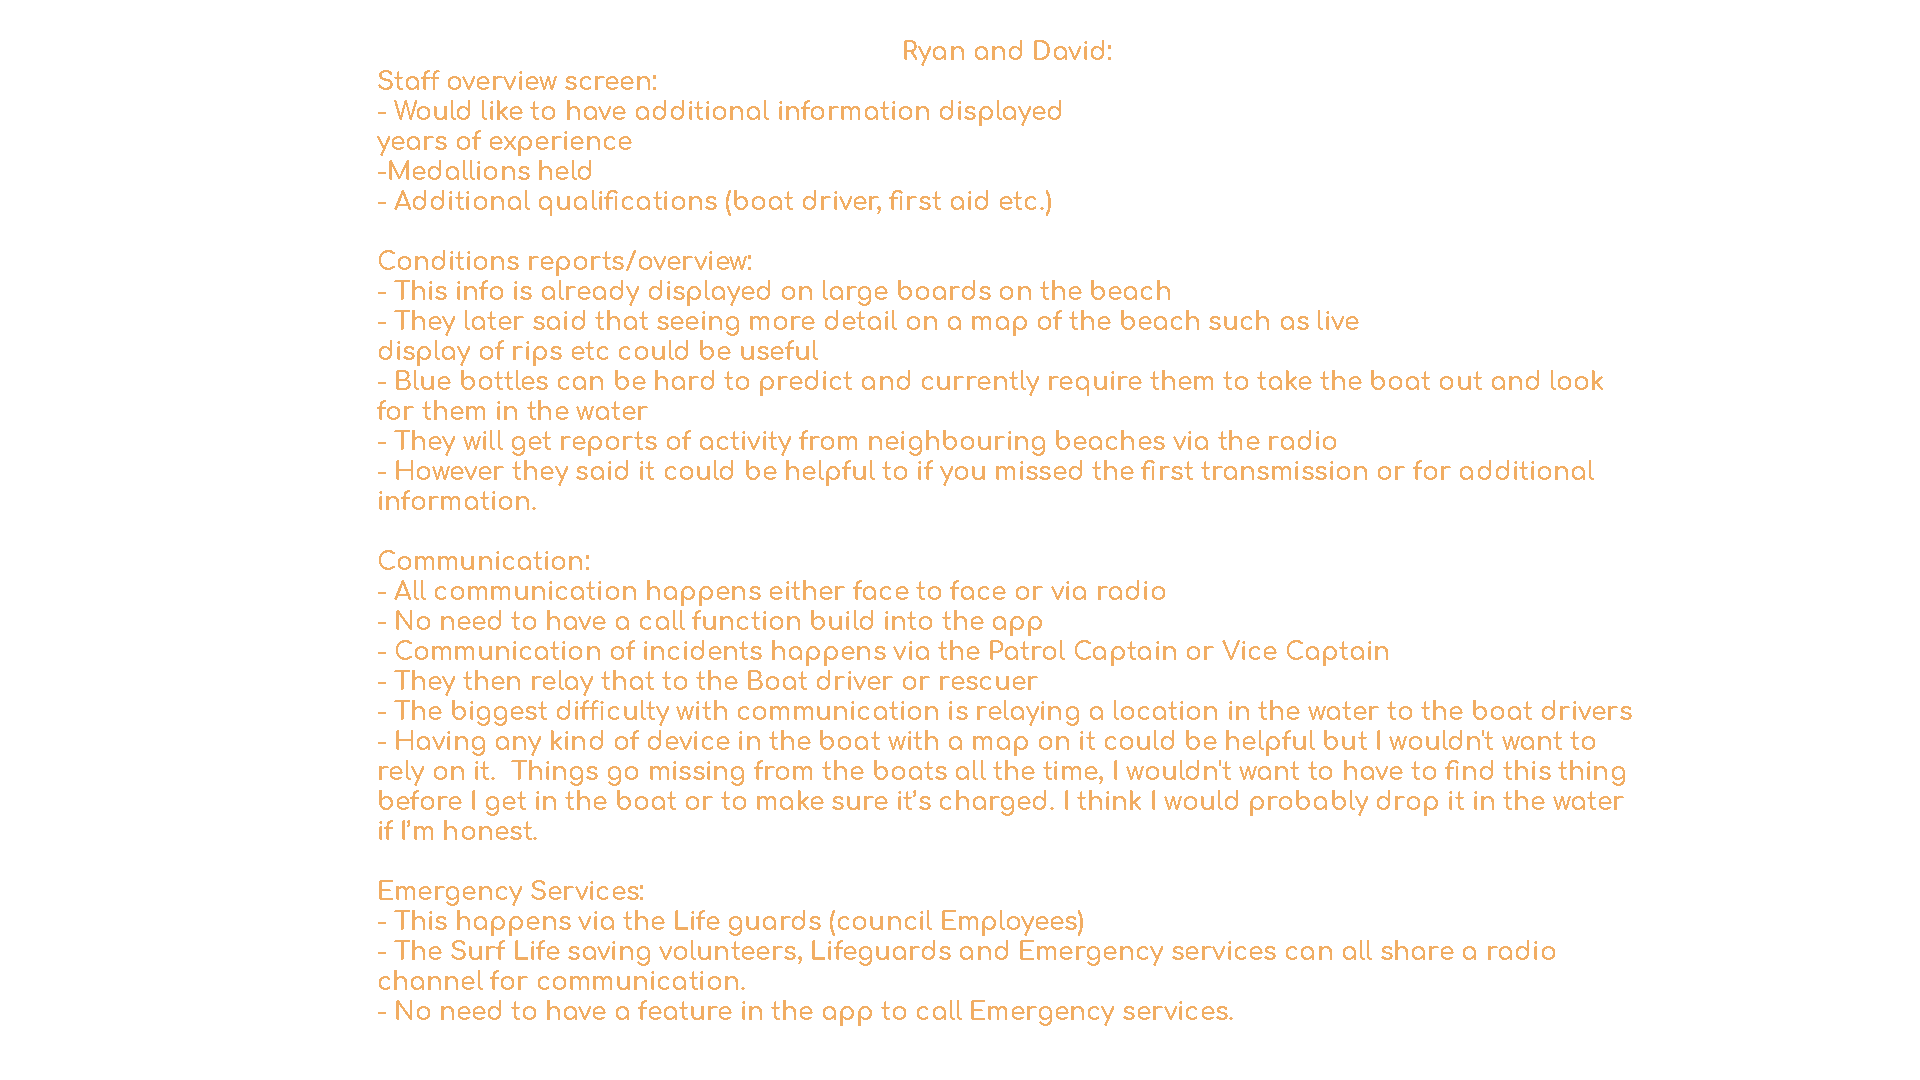 Ryan and David:
Staff overview screen:
- Would like to have additional information displayed
years of experience
-Medallions held
- Additional qualifications (boat driver, first aid etc.)
Conditions reports/overview:
- This info is already displayed on large boards on the beach
- They later said that seeing more detail on a map of the beach such as live
display of rips etc could be useful
- Blue bottles can be hard to predict and currently require them to take the boat out and look
for them in the water
- They will get reports of activity from neighbouring beaches via the radio
- However they said it could be helpful to if you missed the first transmission or for additional
information.
Communication:
- All communication happens either face to face or via radio
- No need to have a call function build into the app
- Communication of incidents happens via the Patrol Captain or Vice Captain
- They then relay that to the Boat driver or rescuer
- The biggest difficulty with communication is relaying a location in the water to the boat drivers
- Having any kind of device in the boat with a map on it could be helpful but I wouldn't want to
rely on it.  Things go missing from the boats all the time, I wouldn't want to have to find this thing
before I get in the boat or to make sure it’s charged. I think I would probably drop it in the water
if I’m honest.
Emergency Services:
- This happens via the Life guards (council Employees)
- The Surf Life saving volunteers, Lifeguards and Emergency services can all share a radio
channel for communication.
- No need to have a feature in the app to call Emergency services.